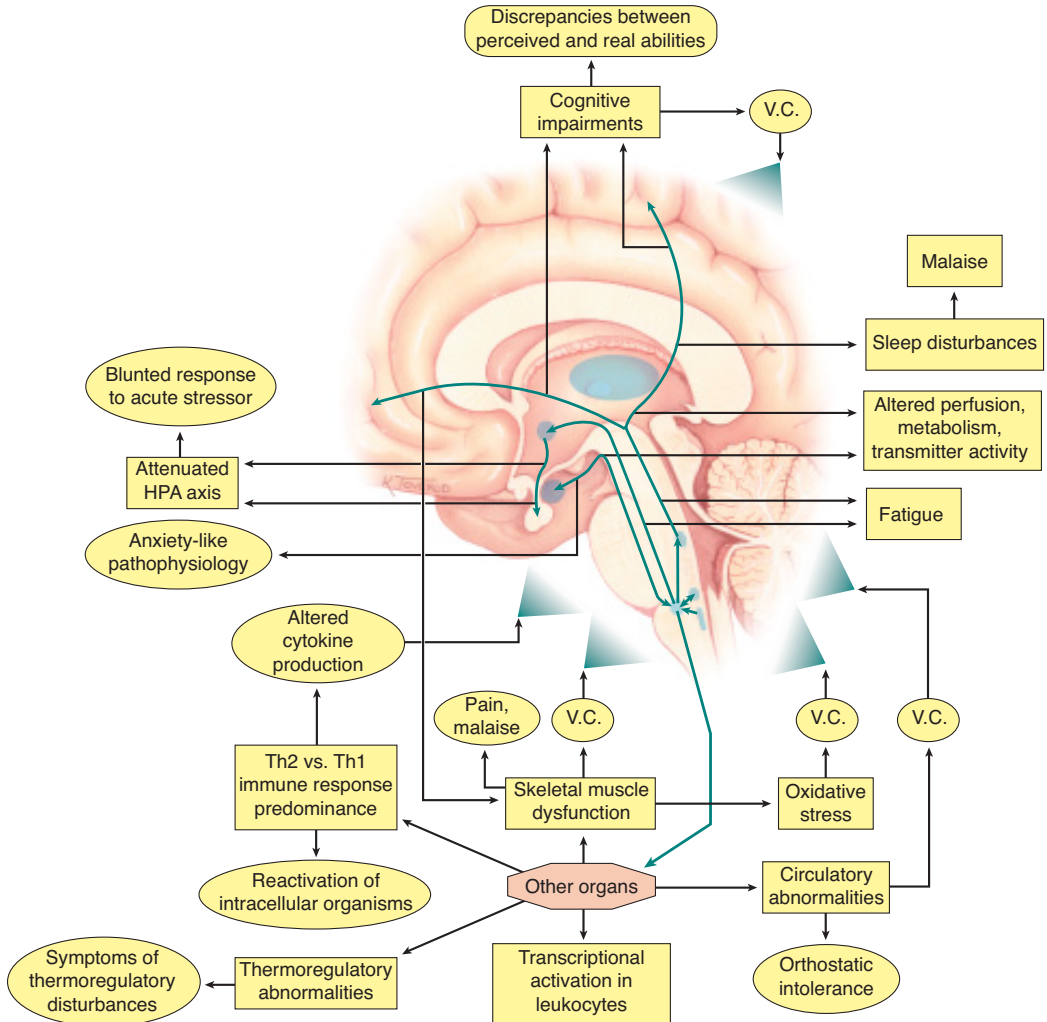 Discrepancies between
perceived and real abilities
Cognitive
impairments
V.C.
Malaise
Sleep disturbances
Blunted response
to acute stressor
Altered perfusion,
metabolism,
transmitter activity
Attenuated
HPA axis
Fatigue
Anxiety-like
pathophysiology
Altered
cytokine
production
Pain,
malaise
V.C.
V.C.
V.C.
Th2 vs. Th1
immune response
predominance
Skeletal muscle
dysfunction
Oxidative
stress
Reactivation of
intracellular organisms
Other organs
Circulatory
abnormalities
Symptoms of
thermoregulatory
disturbances
Thermoregulatory
abnormalities
Transcriptional
activation in
leukocytes
Orthostatic
intolerance